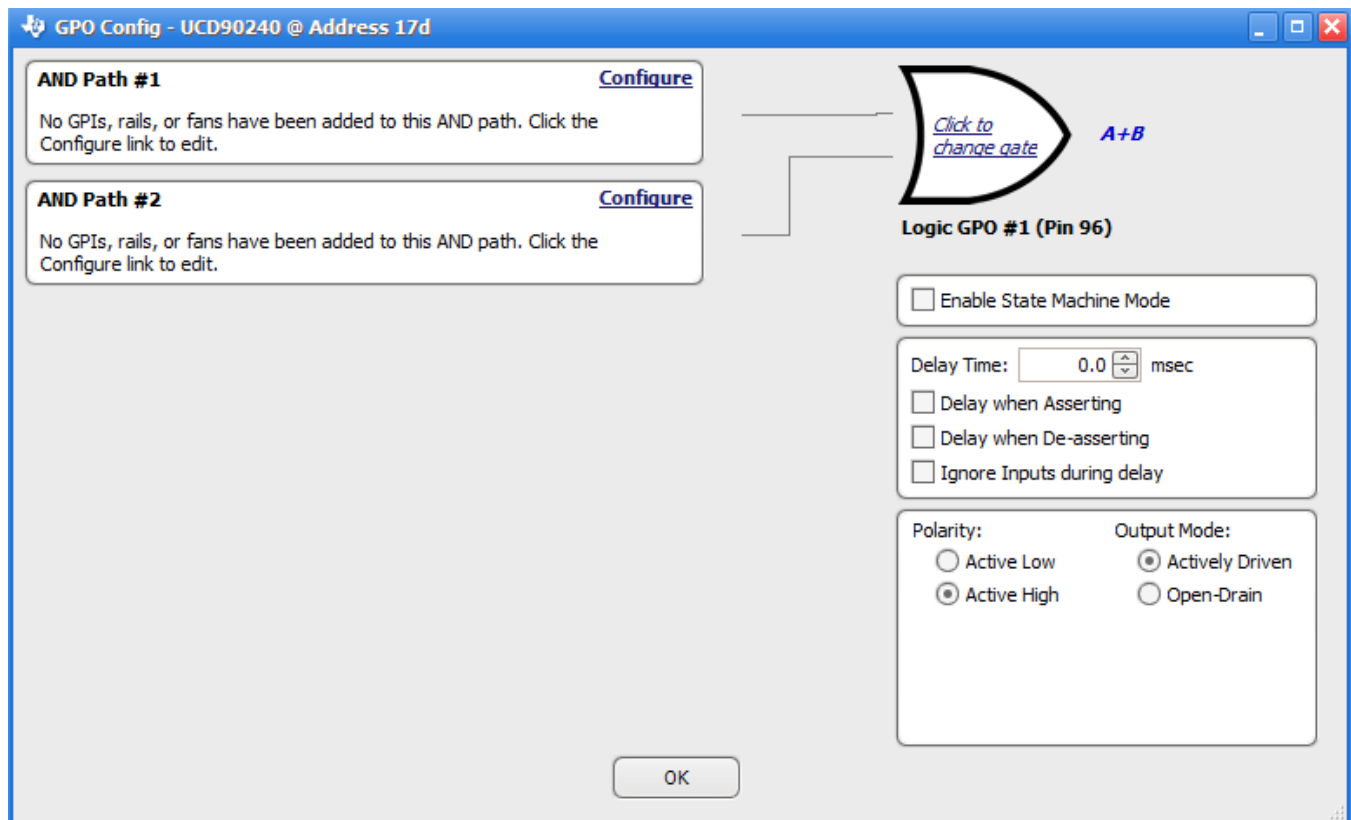 GPO Config - UCD90240 @ Address 17d
AND Path #1
Configure
No GPIs, rails, or fans have been added to this AND path. Click the
Configure link to edit.
AND Path #2
Configure
No GPIs, rails, or fans have been added to this AND path. Click the
Configure link to edit.
Click to
change gate
A+B
Logic GPO #1 (Pin 96)
Enable State Machine Mode
Delay Time: 0.0 msec
Delay when Asserting
Delay when De-asserting
Ignore Inputs during delay
Polarity:
Active Low
Active High
Output Mode:
Actively Driven
Open-Drain
OK